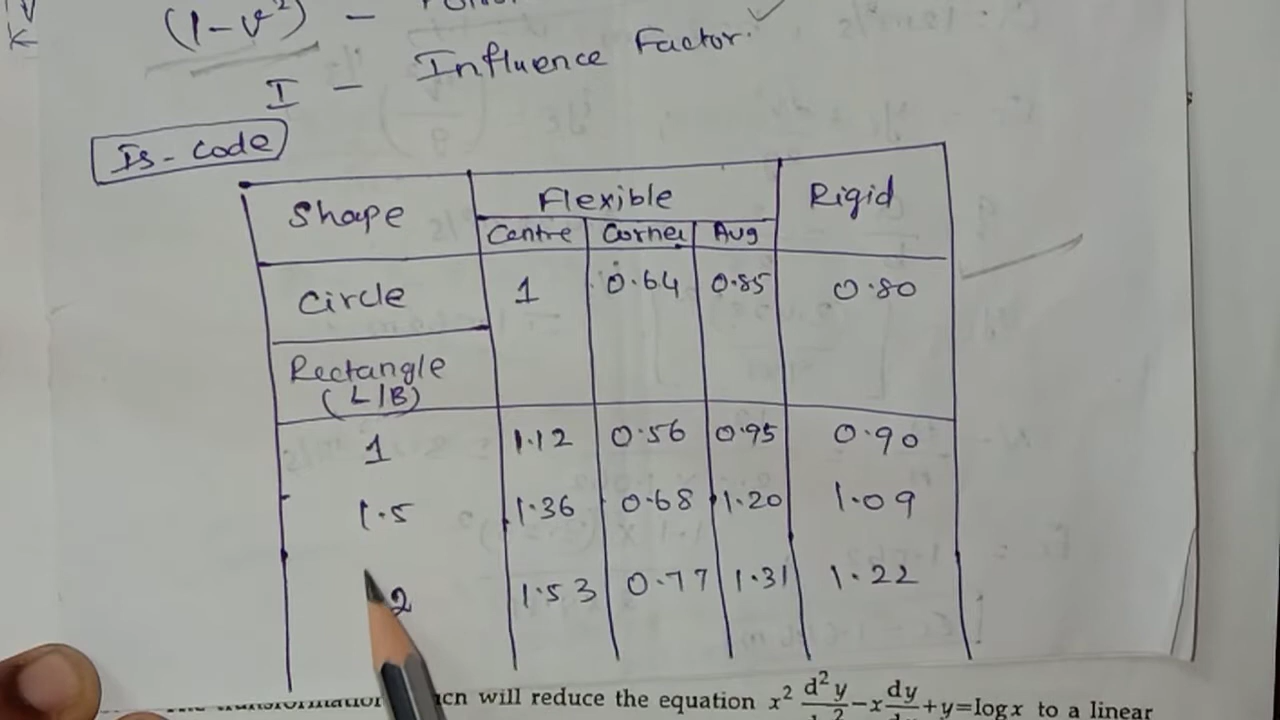 (1-ν²) -
I - Influence Factor.
Is-code
Shape Flexible Rigid
Centre Corner Avg
Circle 1 0.64 0.85 0.80
Rectangle
(L/B)
1 1.12 0.56 0.95 0.90
1.5 1.36 0.68 1.20 1.09
2 1.53 0.77 1.31 1.22
will reduce the equation x² d²y/ −x dy/ +y=logx to a linear